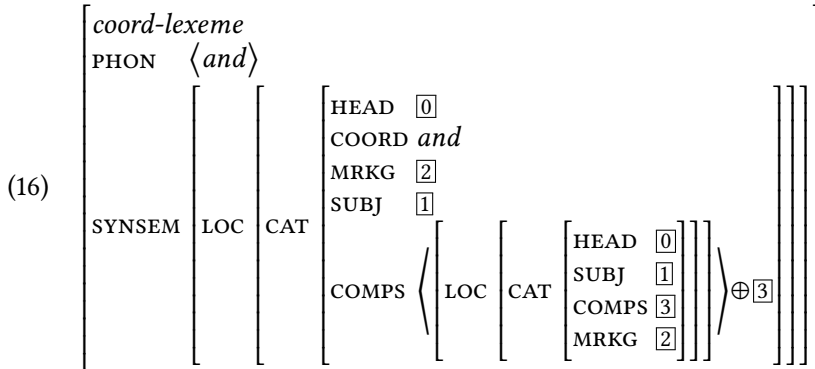 coord-lexeme
PHON ⟨and⟩
(16)
SYNSEM LOC CAT
HEAD 0
COORD and
MRKG 2
SUBJ 1
COMPS ⟨ LOC CAT
HEAD 0
SUBJ 1
COMPS 3
MRKG 2
⟩ ⊕ 3